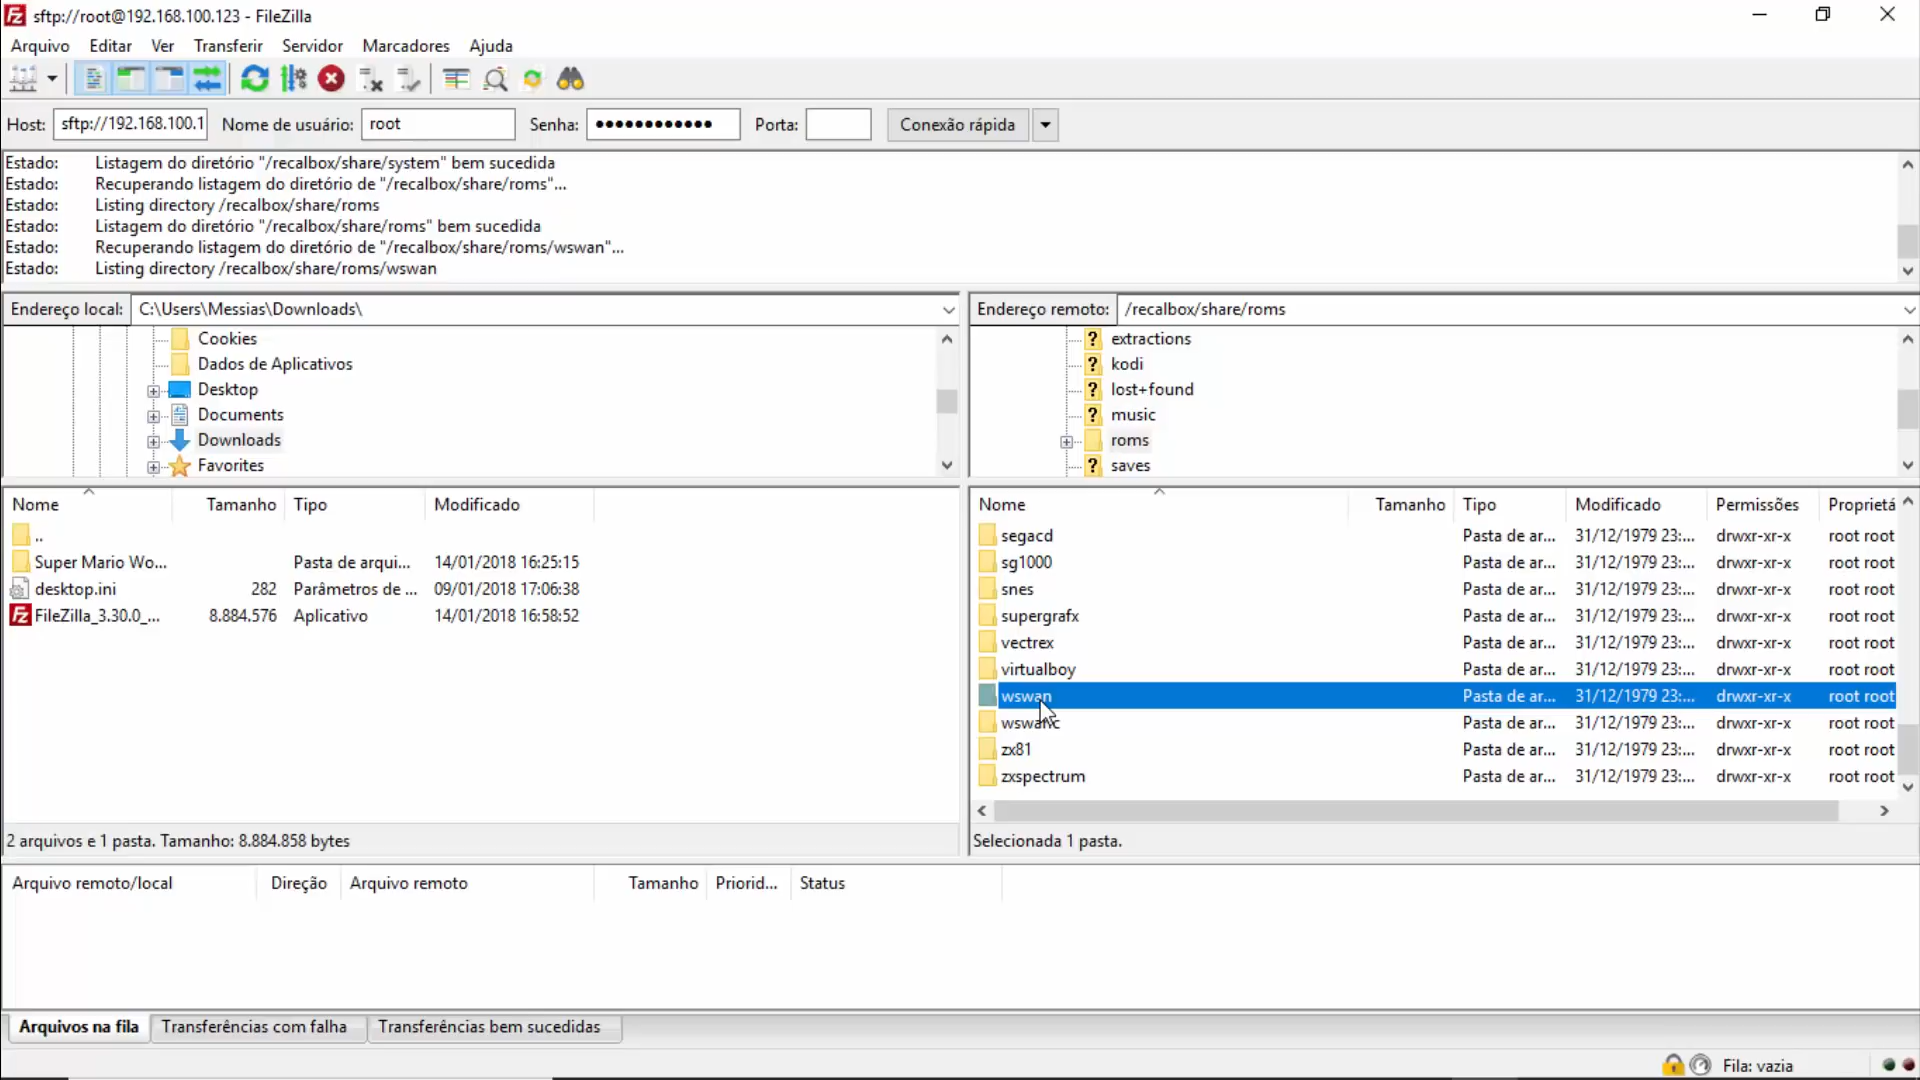 sftp://root@192.168.100.123 - FileZilla
Arquivo Editar Ver Transferir Servidor Marcadores Ajuda
Host: sftp://192.168.100.1 Nome de usuário: root Senha: ●●●●●●●●●●●● Porta: Conexão rápida
Estado: Listagem do diretório "/recalbox/share/system" bem sucedida
Estado: Recuperando listagem do diretório de "/recalbox/share/roms"...
Estado: Listing directory /recalbox/share/roms
Estado: Listagem do diretório "/recalbox/share/roms" bem sucedida
Estado: Recuperando listagem do diretório de "/recalbox/share/roms/wswan"...
Estado: Listing directory /recalbox/share/roms/wswan
Endereço local: C:\Users\Messias\Downloads\
Cookies
Dados de Aplicativos
Desktop
Documents
Downloads
Favorites
Endereço remoto: /recalbox/share/roms
? extractions
? kodi
? lost+found
? music
roms
? saves
Nome Tamanho Tipo Modificado
..
Super Mario Wo... Pasta de arqui... 14/01/2018 16:25:15
desktop.ini 282 Parâmetros de ... 09/01/2018 17:06:38
FileZilla_3.30.0_... 8.884.576 Aplicativo 14/01/2018 16:58:52
2 arquivos e 1 pasta. Tamanho: 8.884.858 bytes
Nome Tamanho Tipo Modificado Permissões Proprietá
segacd Pasta de ar... 31/12/1979 23:... drwxr-xr-x root root
sg1000 Pasta de ar... 31/12/1979 23:... drwxr-xr-x root root
snes Pasta de ar... 31/12/1979 23:... drwxr-xr-x root root
supergrafx Pasta de ar... 31/12/1979 23:... drwxr-xr-x root root
vectrex Pasta de ar... 31/12/1979 23:... drwxr-xr-x root root
virtualboy Pasta de ar... 31/12/1979 23:... drwxr-xr-x root root
wswan Pasta de ar... 31/12/1979 23:... drwxr-xr-x root root
wswanc Pasta de ar... 31/12/1979 23:... drwxr-xr-x root root
zx81 Pasta de ar... 31/12/1979 23:... drwxr-xr-x root root
zxspectrum Pasta de ar... 31/12/1979 23:... drwxr-xr-x root root
Selecionada 1 pasta.
Arquivo remoto/local Direção Arquivo remoto Tamanho Priorid... Status
Arquivos na fila Transferências com falha Transferências bem sucedidas
Fila: vazia